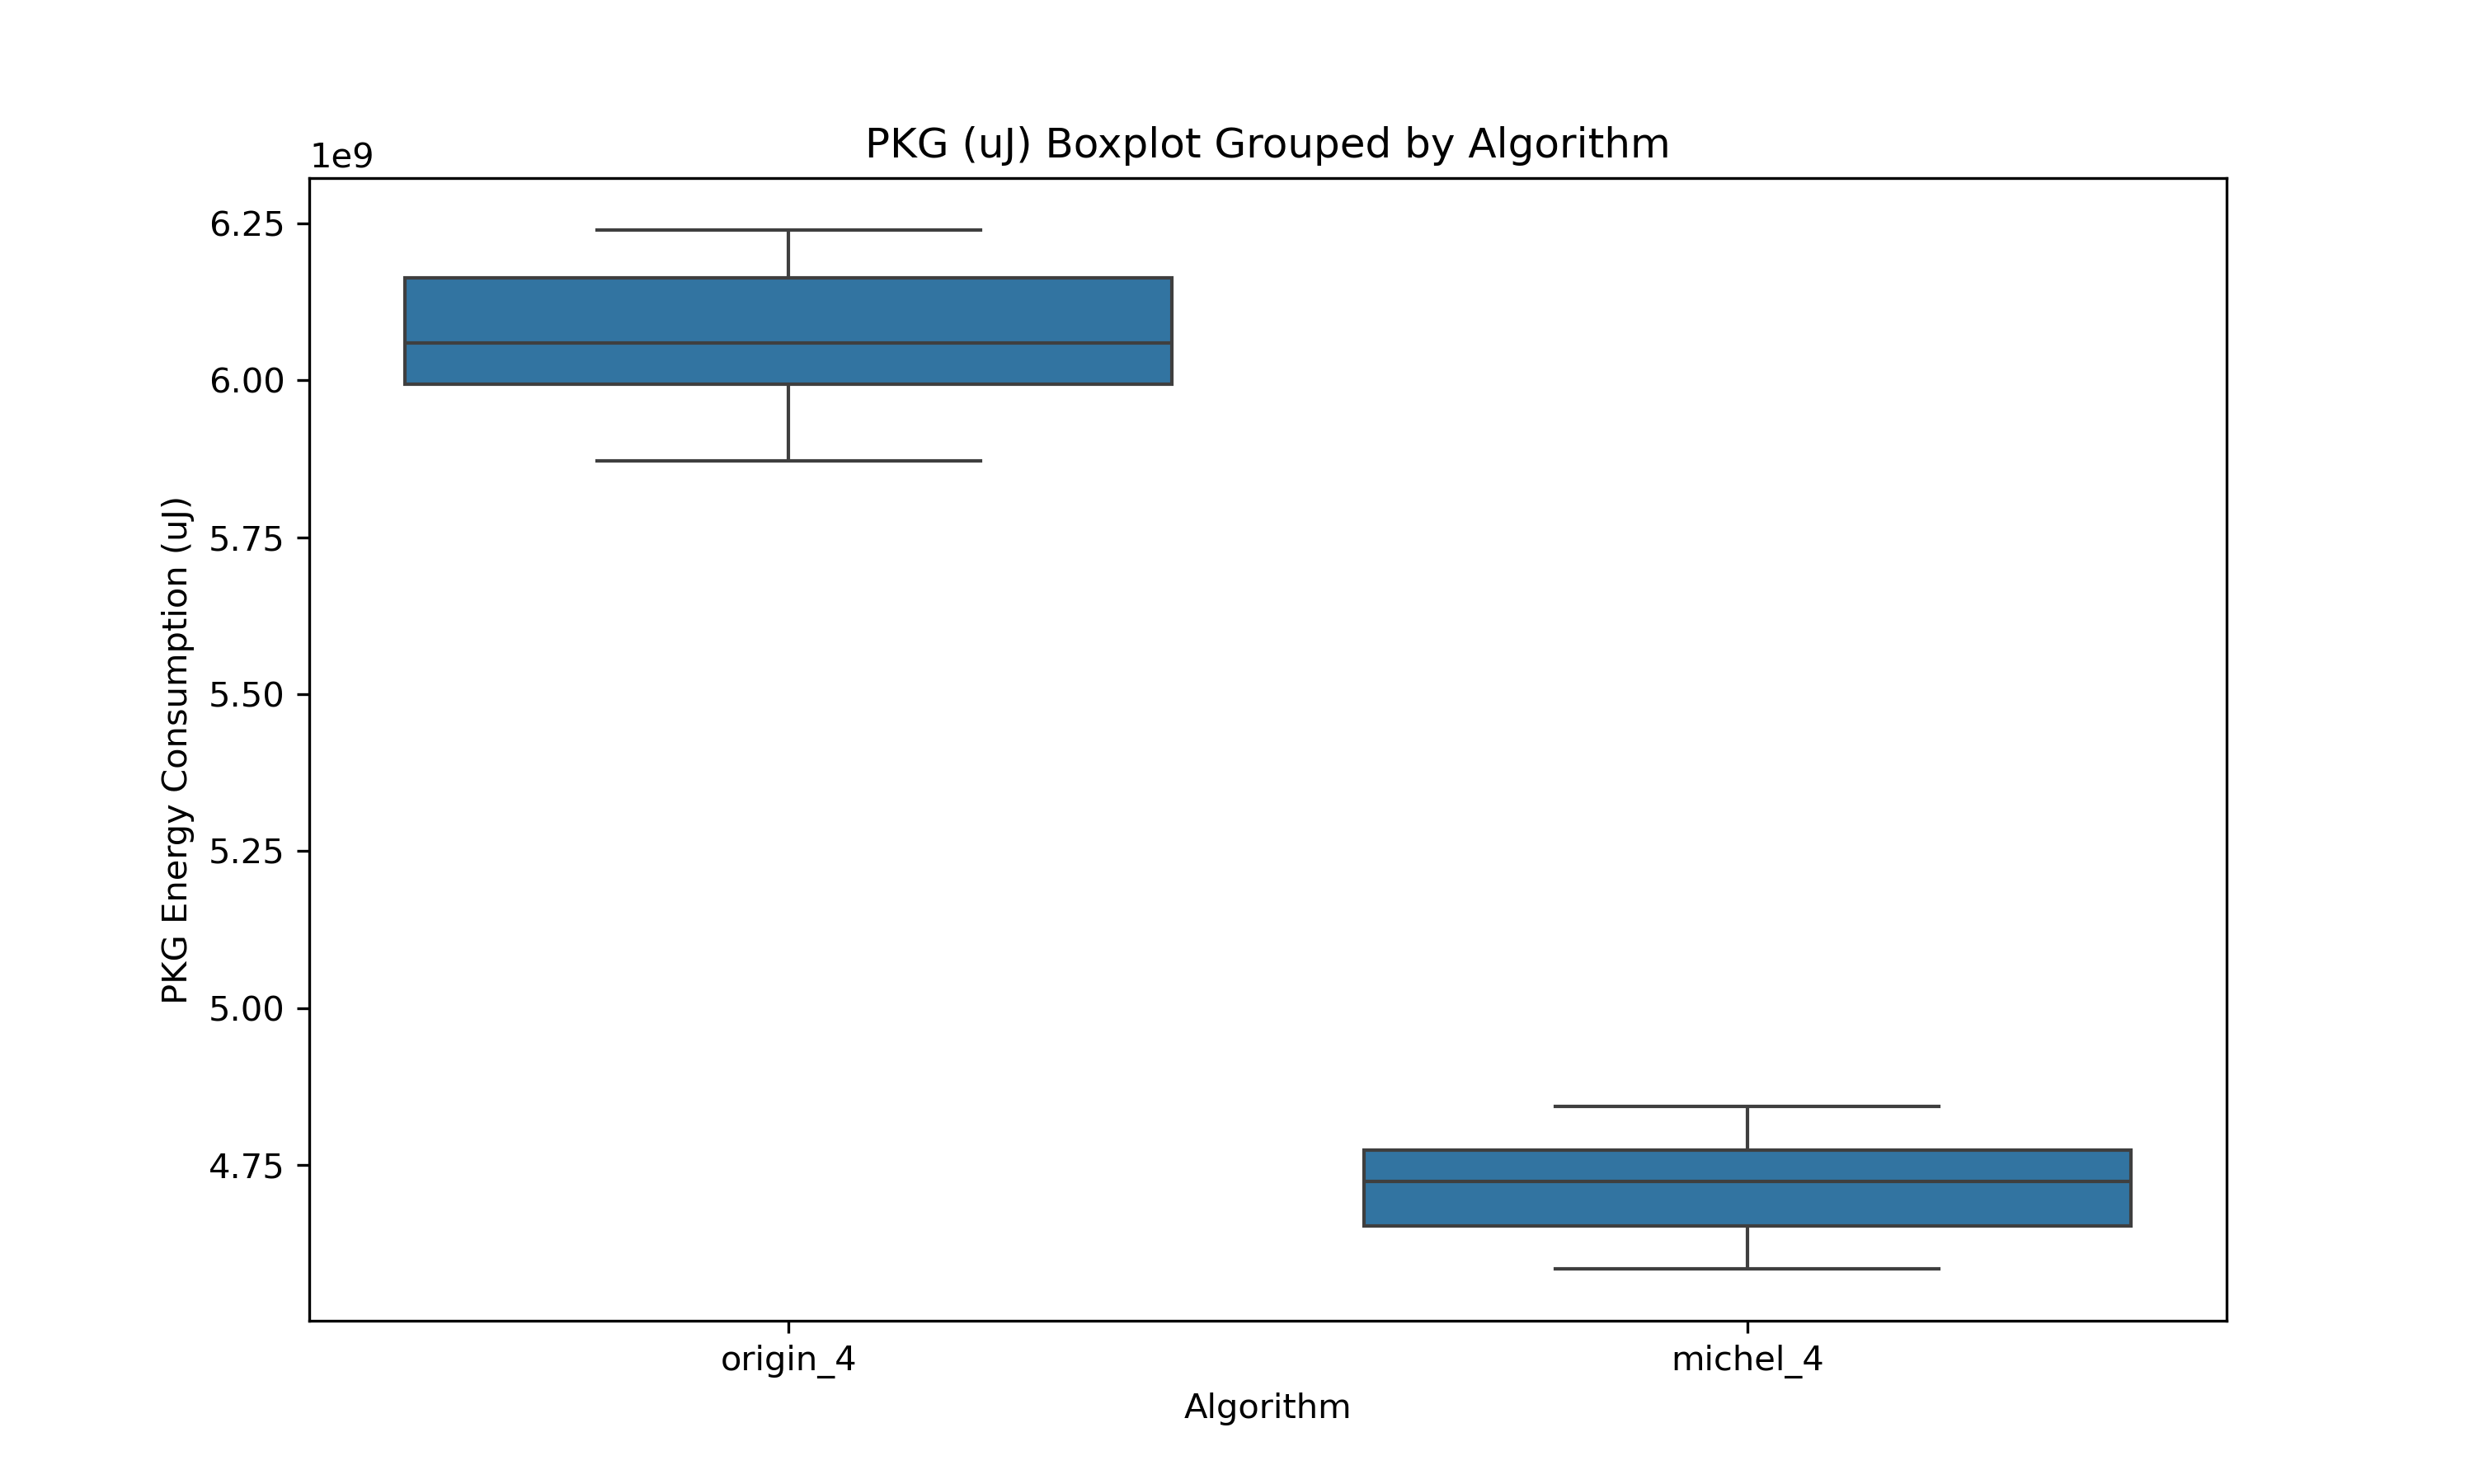 PKG (uJ) Boxplot Grouped by Algorithm
1e9
6.25
6.00
5.75
5.50
5.25
5.00
4.75
PKG Energy Consumption (uJ)
origin_4
michel_4
Algorithm